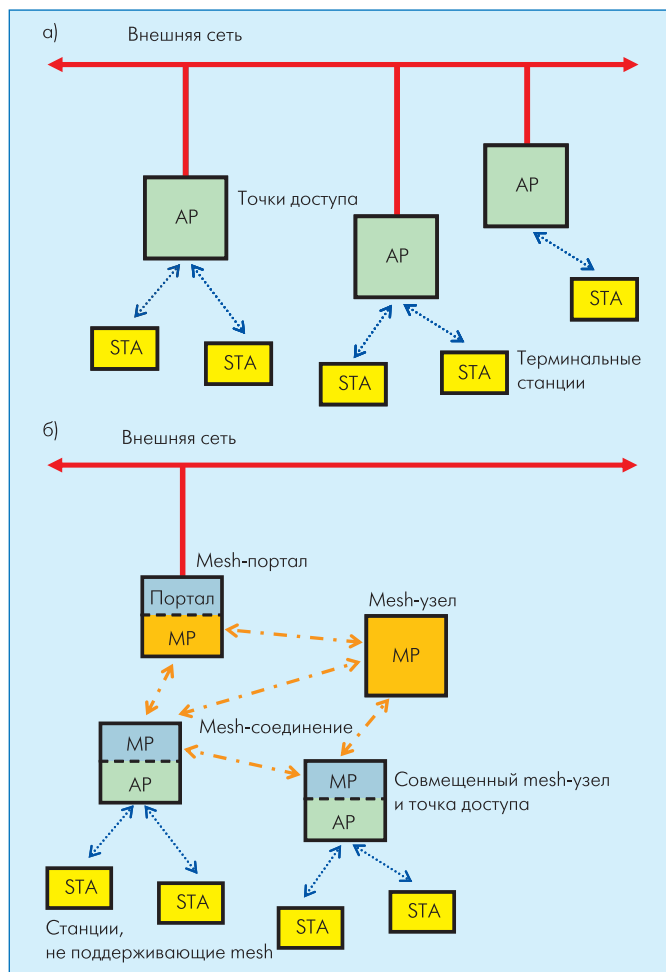 а)
Внешняя сеть
AP
Точки доступа
AP
AP
STA
STA
STA
STA
STA
Терминальные
станции
б)
Внешняя сеть
Mesh-портал
Портал
MP
Mesh-узел
MP
Mesh-соединение
MP
AP
MP
AP
Совмещенный mesh-узел
и точка доступа
STA
STA
STA
STA
Станции,
не поддерживающие mesh